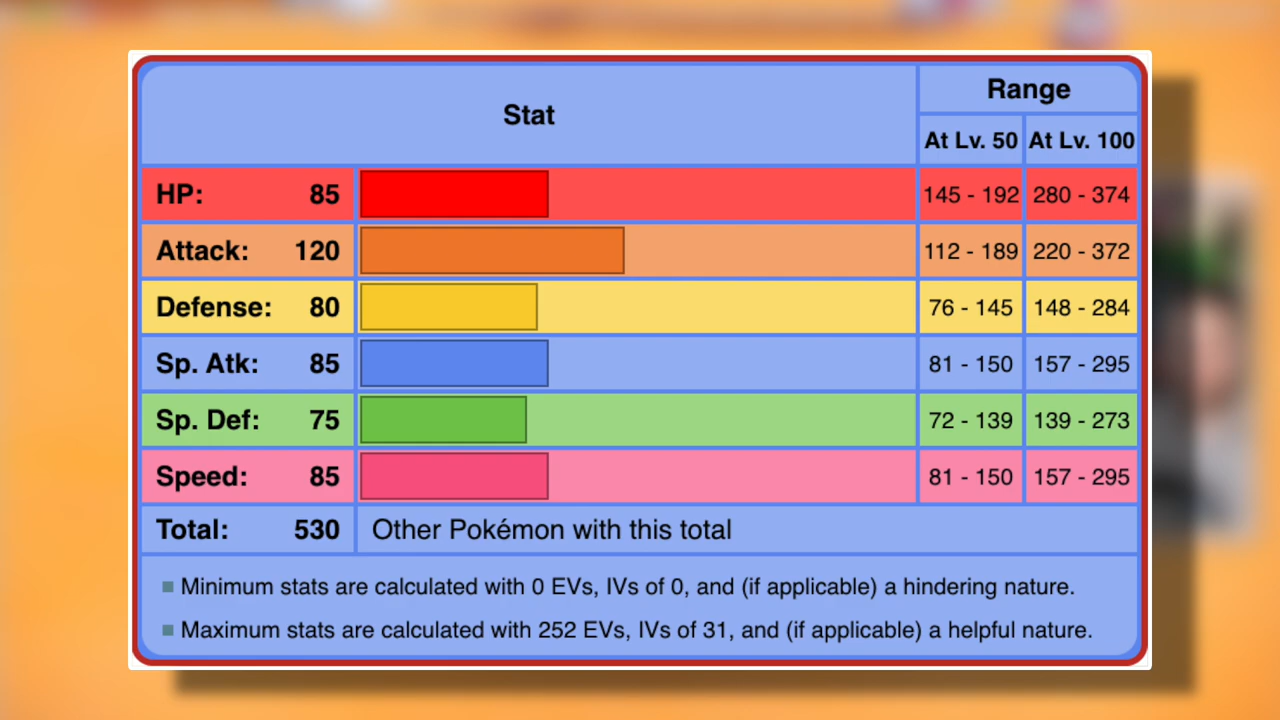 Stat
Range
At Lv. 50 At Lv. 100
HP: 85 145 - 192 280 - 374
Attack: 120 112 - 189 220 - 372
Defense: 80 76 - 145 148 - 284
Sp. Atk: 85 81 - 150 157 - 295
Sp. Def: 75 72 - 139 139 - 273
Speed: 85 81 - 150 157 - 295
Total: 530 Other Pokémon with this total
Minimum stats are calculated with 0 EVs, IVs of 0, and (if applicable) a hindering nature.
Maximum stats are calculated with 252 EVs, IVs of 31, and (if applicable) a helpful nature.